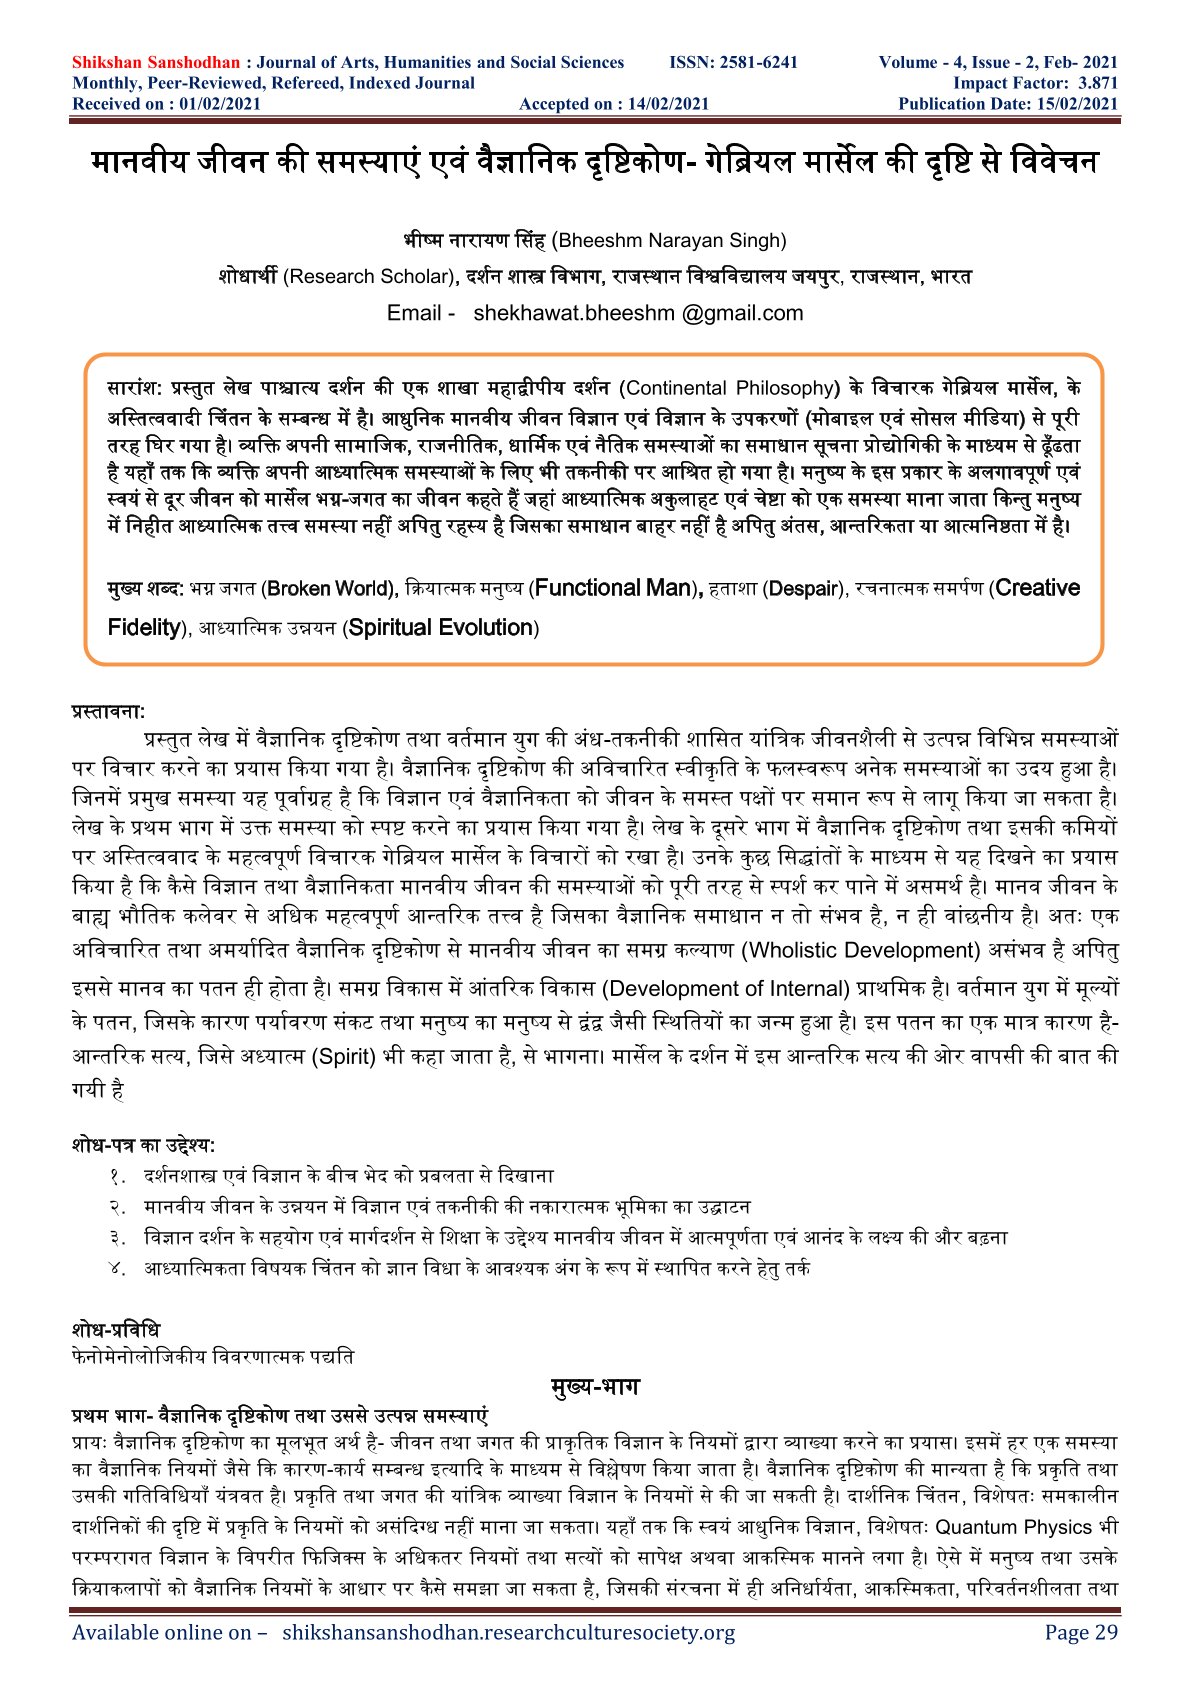 Shikshan Sanshodhan : Journal of Arts, Humanities and Social Sciences ISSN: 2581-6241 Volume - 4, Issue - 2, Feb- 2021
Monthly, Peer-Reviewed, Refereed, Indexed Journal Impact Factor: 3.871
Received on : 01/02/2021 Accepted on : 14/02/2021 Publication Date: 15/02/2021
मानवीय जीवन की समस्याएं एवं वैज्ञानिक दृष्टिकोण- गेब्रियल मार्सेल की दृष्टि से विवेचन
भीष्म नारायण सिंह (Bheeshm Narayan Singh)
शोधार्थी (Research Scholar), दर्शन शास्त्र विभाग, राजस्थान विश्वविद्यालय जयपुर, राजस्थान, भारत
Email - shekhawat.bheeshm @gmail.com
सारांश: प्रस्तुत लेख पाश्चात्य दर्शन की एक शाखा महाद्वीपीय दर्शन (Continental Philosophy) के विचारक गेब्रियल मार्सेल, के
अस्तित्ववादी चिंतन के सम्बन्ध में है। आधुनिक मानवीय जीवन विज्ञान एवं विज्ञान के उपकरणों (मोबाइल एवं सोसल मीडिया) से पूरी
तरह घिर गया है। व्यक्ति अपनी सामाजिक, राजनीतिक, धार्मिक एवं नैतिक समस्याओं का समाधान सूचना प्रोद्योगिकी के माध्यम से ढूँढता
है यहाँ तक कि व्यक्ति अपनी आध्यात्मिक समस्याओं के लिए भी तकनीकी पर आश्रित हो गया है। मनुष्य के इस प्रकार के अलगावपूर्ण एवं
स्वयं से दूर जीवन को मार्सेल भग्न-जगत का जीवन कहते हैं जहां आध्यात्मिक अकुलाहट एवं चेष्टा को एक समस्या माना जाता किन्तु मनुष्य
में निहीत आध्यात्मिक तत्त्व समस्या नहीं अपितु रहस्य है जिसका समाधान बाहर नहीं है अपितु अंतस, आन्तरिकता या आत्मनिष्ठता में है।
मुख्य शब्द: भग्न जगत (Broken World), क्रियात्मक मनुष्य (Functional Man), हताशा (Despair), रचनात्मक समर्पण (Creative
Fidelity), आध्यात्मिक उन्नयन (Spiritual Evolution)
प्रस्तावना:
प्रस्तुत लेख में वैज्ञानिक दृष्टिकोण तथा वर्तमान युग की अंध-तकनीकी शासित यांत्रिक जीवनशैली से उत्पन्न विभिन्न समस्याओं
पर विचार करने का प्रयास किया गया है। वैज्ञानिक दृष्टिकोण की अविचारित स्वीकृति के फलस्वरूप अनेक समस्याओं का उदय हुआ है।
जिनमें प्रमुख समस्या यह पूर्वाग्रह है कि विज्ञान एवं वैज्ञानिकता को जीवन के समस्त पक्षों पर समान रूप से लागू किया जा सकता है।
लेख के प्रथम भाग में उक्त समस्या को स्पष्ट करने का प्रयास किया गया है। लेख के दूसरे भाग में वैज्ञानिक दृष्टिकोण तथा इसकी कमियों
पर अस्तित्ववाद के महत्वपूर्ण विचारक गेब्रियल मार्सेल के विचारों को रखा है। उनके कुछ सिद्धांतों के माध्यम से यह दिखने का प्रयास
किया है कि कैसे विज्ञान तथा वैज्ञानिकता मानवीय जीवन की समस्याओं को पूरी तरह से स्पर्श कर पाने में असमर्थ है। मानव जीवन के
बाह्य भौतिक कलेवर से अधिक महत्वपूर्ण आन्तरिक तत्त्व है जिसका वैज्ञानिक समाधान न तो संभव है, न ही वांछनीय है। अतः एक
अविचारित तथा अमर्यादित वैज्ञानिक दृष्टिकोण से मानवीय जीवन का समग्र कल्याण (Wholistic Development) असंभव है अपितु
इससे मानव का पतन ही होता है। समग्र विकास में आंतरिक विकास (Development of Internal) प्राथमिक है। वर्तमान युग में मूल्यों
के पतन, जिसके कारण पर्यावरण संकट तथा मनुष्य का मनुष्य से द्वंद्व जैसी स्थितियों का जन्म हुआ है। इस पतन का एक मात्र कारण है-
आन्तरिक सत्य, जिसे अध्यात्म (Spirit) भी कहा जाता है, से भागना। मार्सेल के दर्शन में इस आन्तरिक सत्य की ओर वापसी की बात की
गयी है
शोध-पत्र का उद्देश्य:
१. दर्शनशास्त्र एवं विज्ञान के बीच भेद को प्रबलता से दिखाना
२. मानवीय जीवन के उन्नयन में विज्ञान एवं तकनीकी की नकारात्मक भूमिका का उद्घाटन
३. विज्ञान दर्शन के सहयोग एवं मार्गदर्शन से शिक्षा के उद्देश्य मानवीय जीवन में आत्मपूर्णता एवं आनंद के लक्ष्य की और बढ़ना
४. आध्यात्मिकता विषयक चिंतन को ज्ञान विधा के आवश्यक अंग के रूप में स्थापित करने हेतु तर्क
शोध-प्रविधि
फेनोमेनोलोजिकीय विवरणात्मक पद्यति
मुख्य-भाग
प्रथम भाग- वैज्ञानिक दृष्टिकोण तथा उससे उत्पन्न समस्याएं
प्रायः वैज्ञानिक दृष्टिकोण का मूलभूत अर्थ है- जीवन तथा जगत की प्राकृतिक विज्ञान के नियमों द्वारा व्याख्या करने का प्रयास। इसमें हर एक समस्या
का वैज्ञानिक नियमों जैसे कि कारण-कार्य सम्बन्ध इत्यादि के माध्यम से विश्लेषण किया जाता है। वैज्ञानिक दृष्टिकोण की मान्यता है कि प्रकृति तथा
उसकी गतिविधियाँ यंत्रवत है। प्रकृति तथा जगत की यांत्रिक व्याख्या विज्ञान के नियमों से की जा सकती है। दार्शनिक चिंतन, विशेषतः समकालीन
दार्शनिकों की दृष्टि में प्रकृति के नियमों को असंदिग्ध नहीं माना जा सकता। यहाँ तक कि स्वयं आधुनिक विज्ञान, विशेषतः Quantum Physics भी
परम्परागत विज्ञान के विपरीत फिजिक्स के अधिकतर नियमों तथा सत्यों को सापेक्ष अथवा आकस्मिक मानने लगा है। ऐसे में मनुष्य तथा उसके
क्रियाकलापों को वैज्ञानिक नियमों के आधार पर कैसे समझा जा सकता है, जिसकी संरचना में ही अनिर्धार्यता, आकस्मिकता, परिवर्तनशीलता तथा
Available online on – shikshansanshodhan.researchculturesociety.org Page 29